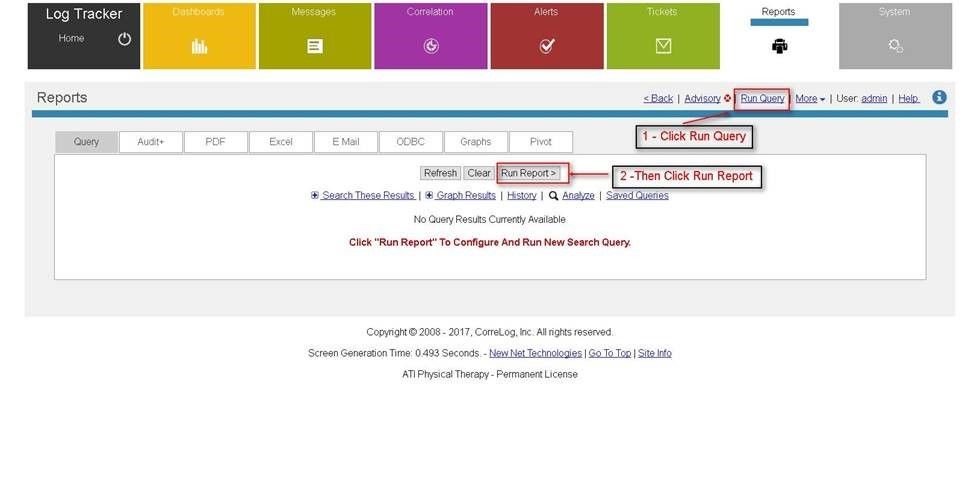 Log Tracker Dashboards Messages Correlation Alerts Tickets Reports System
Home
Reports < Back | Advisory | Run Query | More | User: admin | Help
1 - Click Run Query
Query Audit+ PDF Excel E Mail ODBC Graphs Pivot
Refresh Clear Run Report >
2 -Then Click Run Report
Search These Results | Graph Results | History | Analyze | Saved Queries
No Query Results Currently Available
Click "Run Report" To Configure And Run New Search Query.
Copyright © 2008 - 2017, CorreLog, Inc. All rights reserved.
Screen Generation Time: 0.493 Seconds. - New Net Technologies | Go To Top | Site Info
ATI Physical Therapy - Permanent License